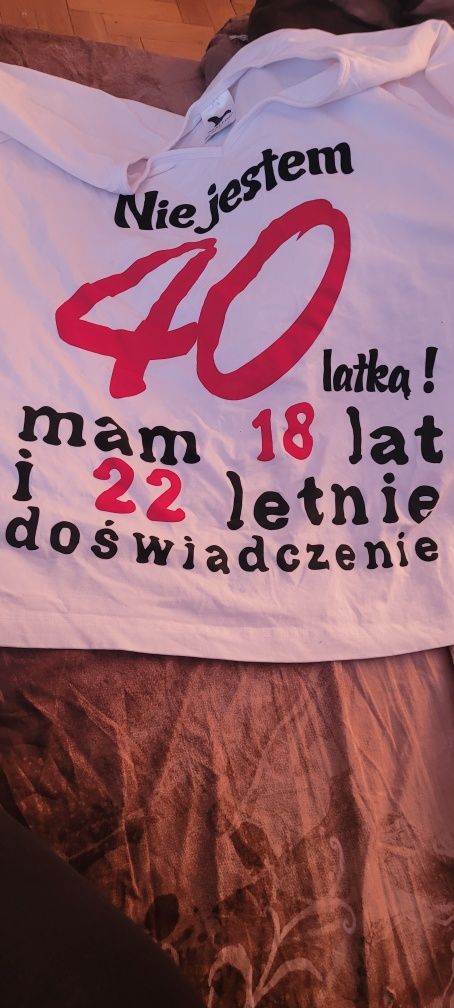 Nie jestem
40
latką!
mam 18 lat
i 22 letnie
doświadczenie